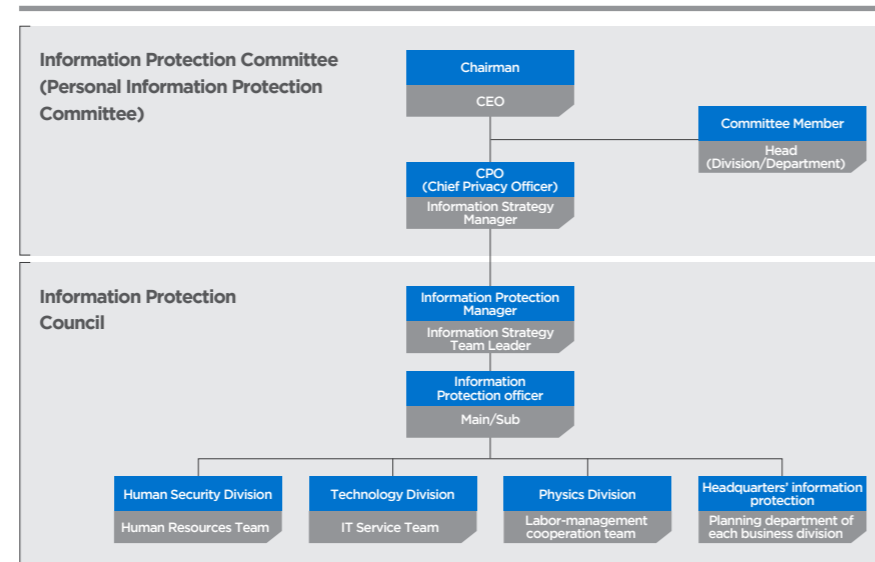 Information Protection Committee
(Personal Information Protection
Committee)
Chairman
CEO
Committee Member
Head
(Division/Department)
CPO
(Chief Privacy Officer)
Information Strategy
Manager
Information Protection
Council
Information Protection
Manager
Information Strategy
Team Leader
Information
Protection officer
Main/Sub
Human Security Division
Human Resources Team
Technology Division
IT Service Team
Physics Division
Labor-management
cooperation team
Headquarters' information
protection
Planning department of
each business division